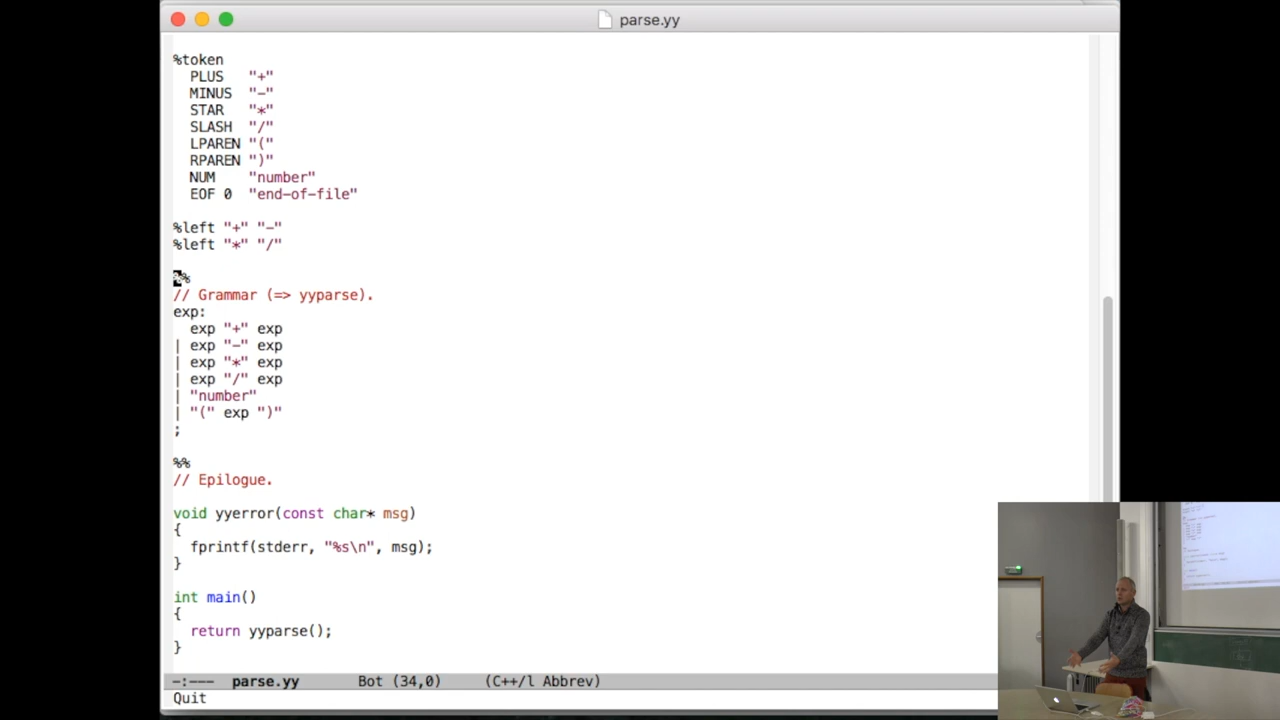 parse.yy
%token
PLUS "+"
MINUS "-"
STAR "*"
SLASH "/"
LPAREN "("
RPAREN ")"
NUM "number"
EOF 0 "end-of-file"
%left "+" "-"
%left "*" "/"
%%
// Grammar (=> yyparse).
exp:
exp "+" exp
| exp "-" exp
| exp "*" exp
| exp "/" exp
| "number"
| "(" exp ")"
;
%%
// Epilogue.
void yyerror(const char* msg)
{
fprintf(stderr, "%s\n", msg);
}
int main()
{
return yyparse();
}
-:--- parse.yy Bot (34,0) (C++/l Abbrev)
Quit